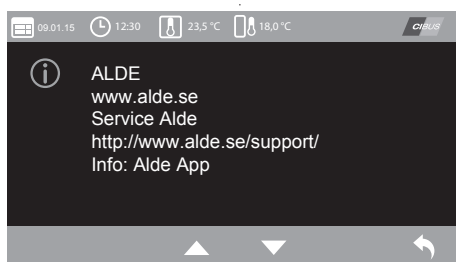 09.01.15 12:30 23,5 °C 18,0 °C CIBUS
ALDE
www.alde.se
Service Alde
http://www.alde.se/support/
Info: Alde App